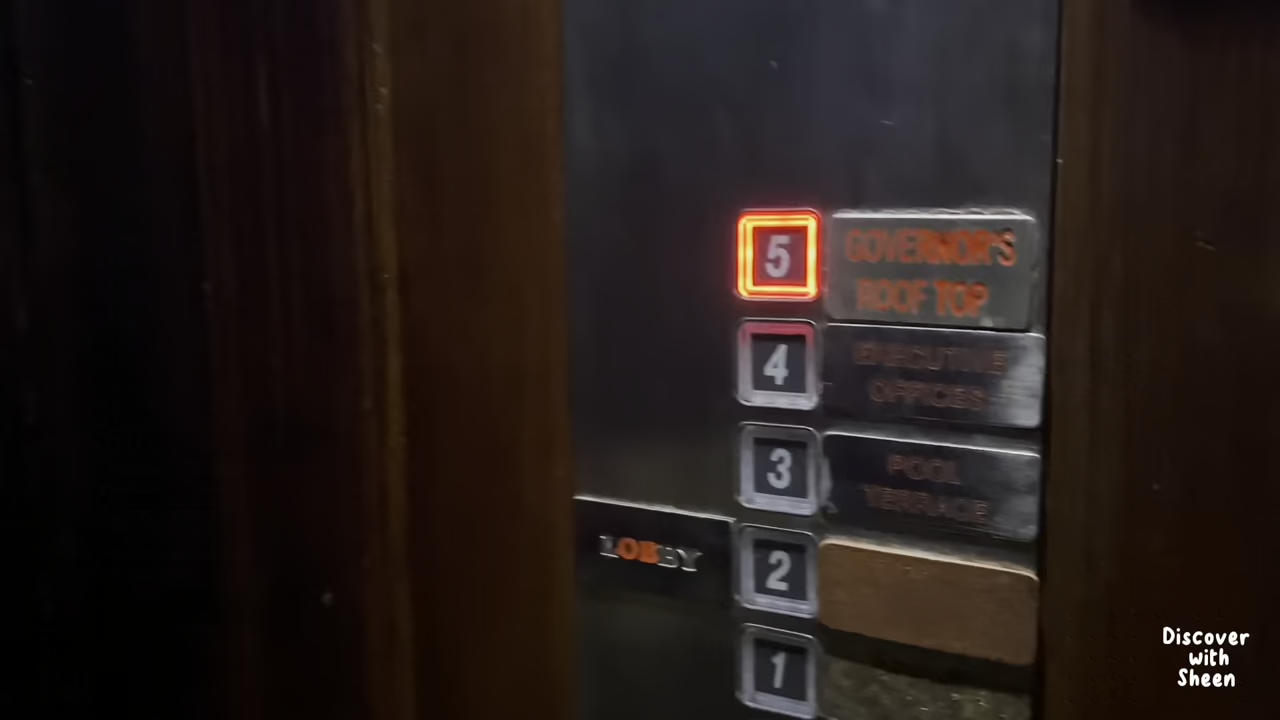 5 GOVERNOR'S
ROOF TOP
4 EXECUTIVE
OFFICES
3 POOL
TERRACE
LOBBY 2
1
Discover
with
Sheen